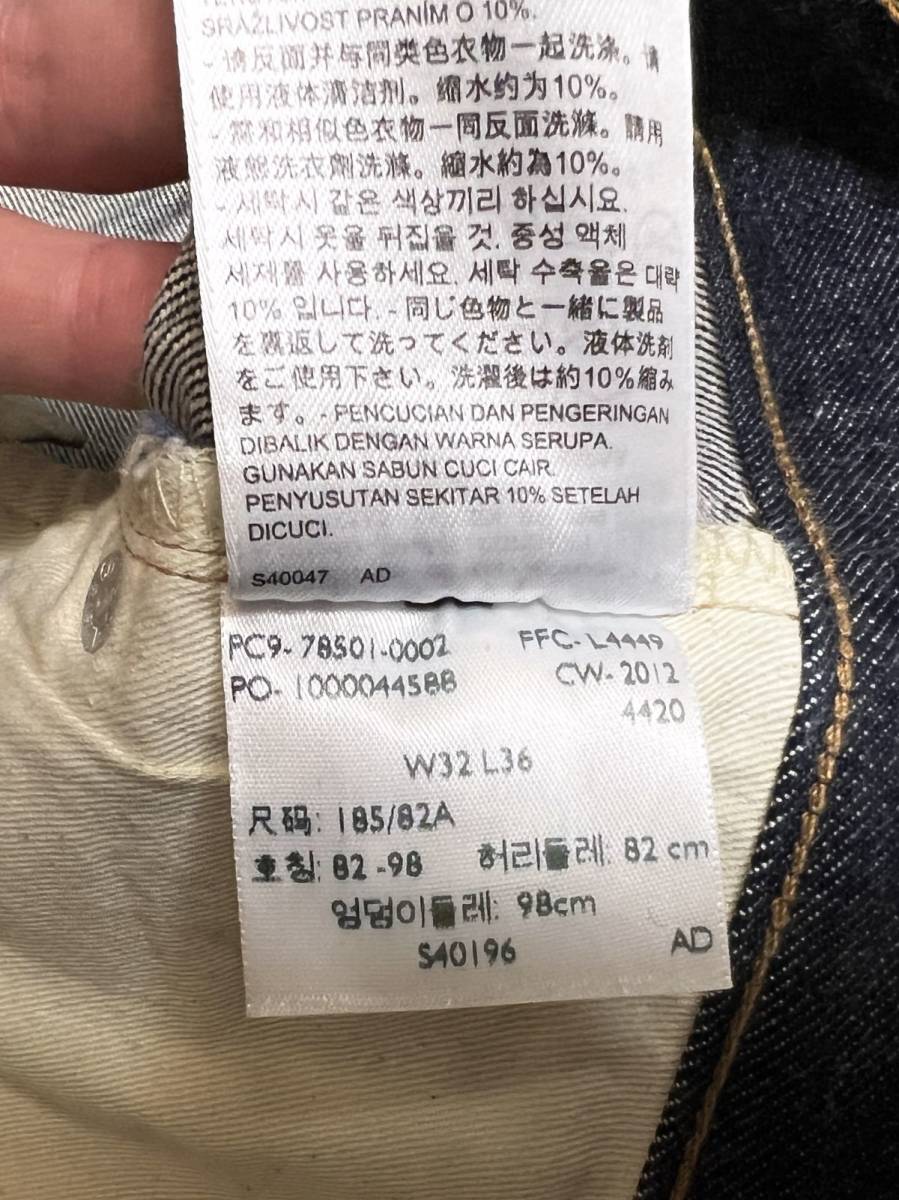 SRAŽLIVOST PRANÍM O 10%.
- 请反面并与同类色衣物一起洗涤。请
使用液体清洁剂。缩水约为10%。
- 應和相似色衣物一同反面洗滌。請用
液態洗衣劑洗滌。縮水約為10%。
- 세탁시 같은 색상끼리 하십시요.
세탁시 옷을 뒤집을 것. 중성 액체
세제를 사용하세요. 세탁 수축율은 대략
10% 입니다. - 同じ色物と一緒に製品
を裏返して洗ってください。液体洗剤
をご使用下さい。洗濯後は約10%縮み
ます。- PENCUCIAN DAN PENGERINGAN
DIBALIK DENGAN WARNA SERUPA.
GUNAKAN SABUN CUCI CAIR.
PENYUSUTAN SEKITAR 10% SETELAH
DICUCI.
S40047 AD
PC9- 78501-0002 FFC- L4449
PO- 1000044588 CW- 2012
4420
W32 L36
尺码: 185/82A
호칭: 82 -98 허리둘레: 82 cm
엉덩이둘레: 98cm
S40196 AD